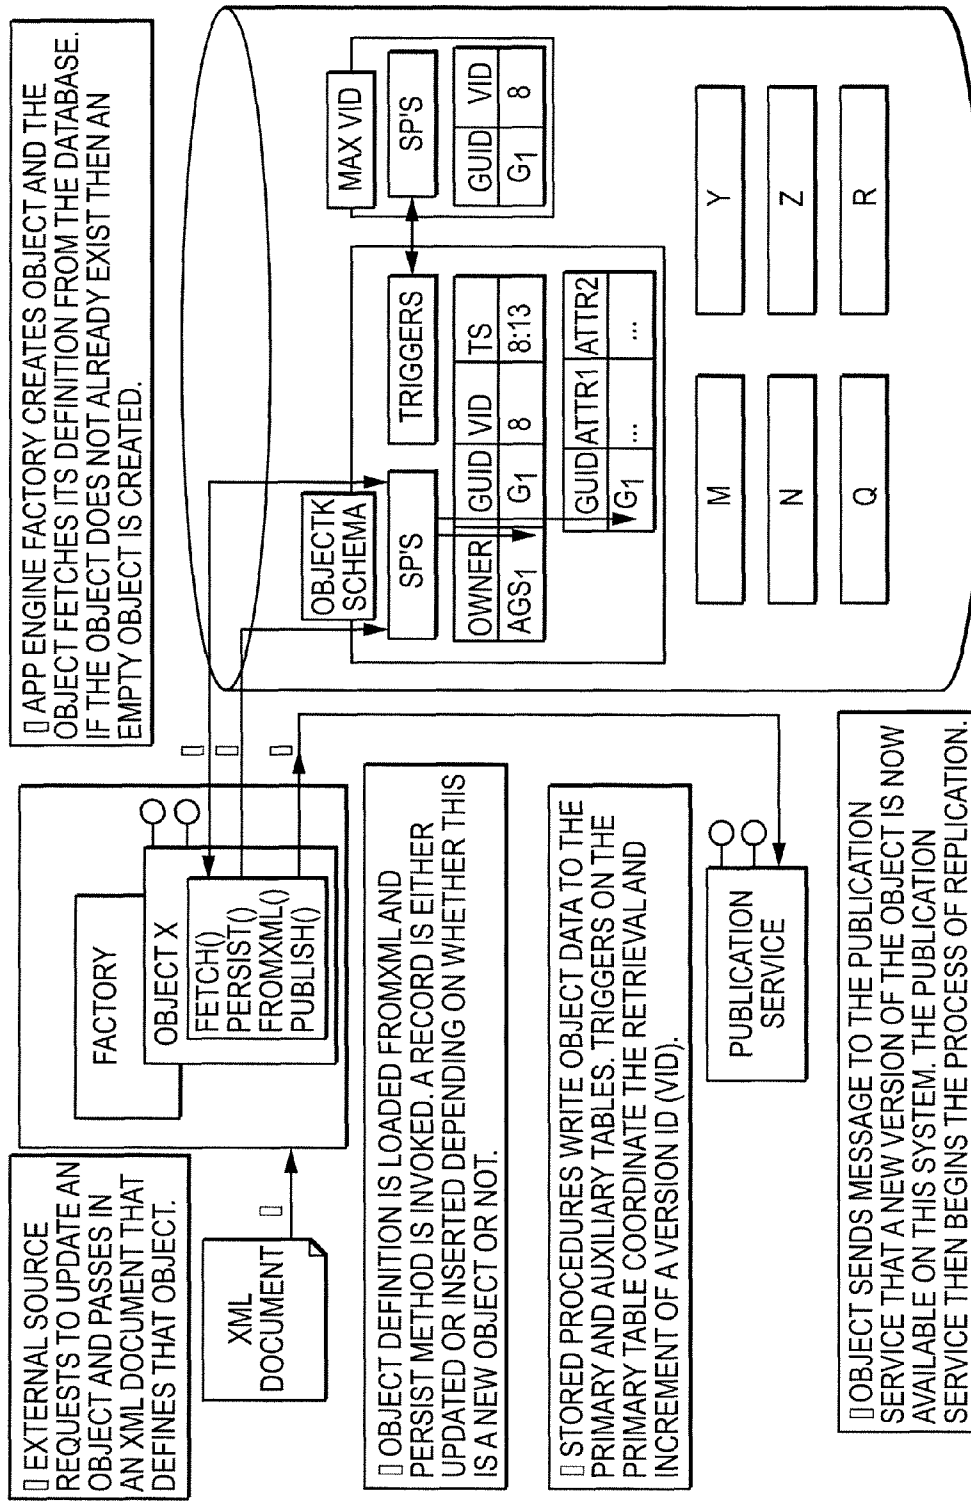 ▯ EXTERNAL SOURCE
REQUESTS TO UPDATE AN
OBJECT AND PASSES IN
AN XML DOCUMENT THAT
DEFINES THAT OBJECT.
XML
DOCUMENT
▯
FACTORY
OBJECT X
FETCH()
PERSIST()
FROMXML()
PUBLISH()
▯
▯
▯
▯ APP ENGINE FACTORY CREATES OBJECT AND THE
OBJECT FETCHES ITS DEFINITION FROM THE DATABASE.
IF THE OBJECT DOES NOT ALREADY EXIST THEN AN
EMPTY OBJECT IS CREATED.
▯ OBJECT DEFINITION IS LOADED FROMXML AND
PERSIST METHOD IS INVOKED. A RECORD IS EITHER
UPDATED OR INSERTED DEPENDING ON WHETHER THIS
IS A NEW OBJECT OR NOT.
▯ STORED PROCEDURES WRITE OBJECT DATA TO THE
PRIMARY AND AUXILIARY TABLES. TRIGGERS ON THE
PRIMARY TABLE COORDINATE THE RETRIEVAL AND
INCREMENT OF A VERSION ID (VID).
PUBLICATION
SERVICE
▯ OBJECT SENDS MESSAGE TO THE PUBLICATION
SERVICE THAT A NEW VERSION OF THE OBJECT IS NOW
AVAILABLE ON THIS SYSTEM. THE PUBLICATION
SERVICE THEN BEGINS THE PROCESS OF REPLICATION.
OBJECTK
SCHEMA
SP'S
TRIGGERS
OWNER GUID VID TS
AGS1 G1 8 8:13
GUID ATTR1 ATTR2
G1 ... ...
MAX VID
SP'S
GUID VID
G1 8
M Y
N Z
Q R